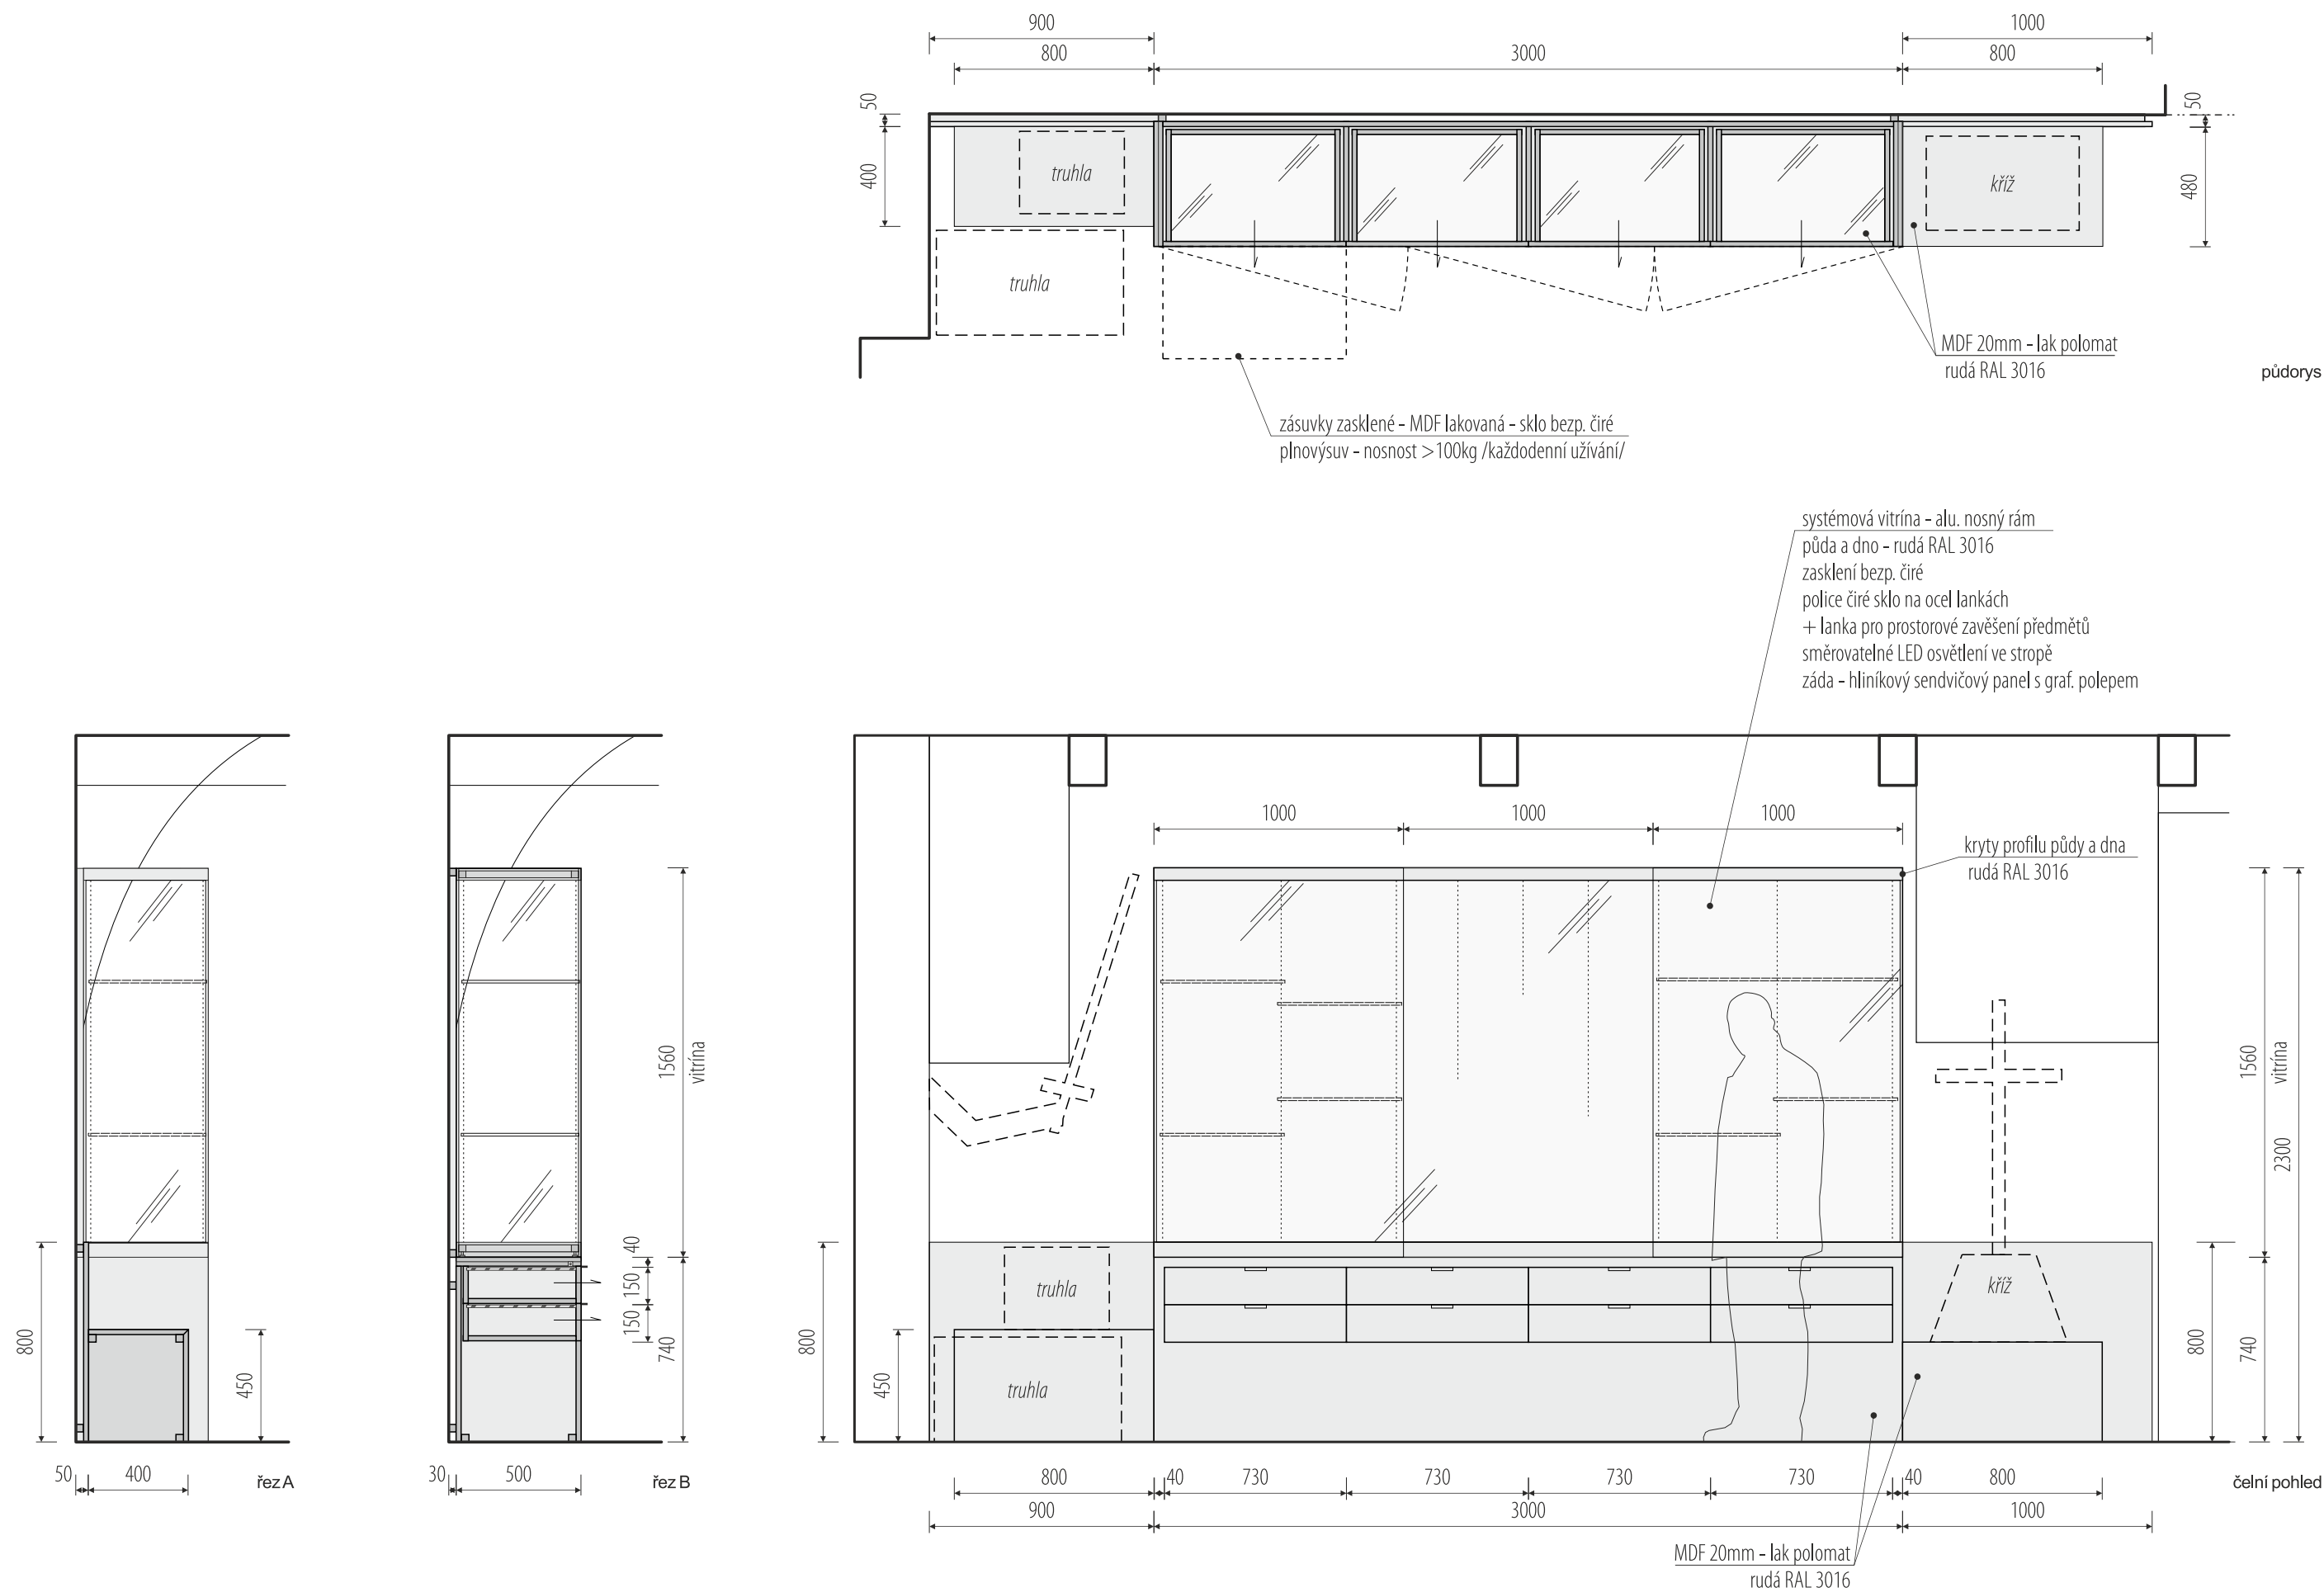 900
1000
800
3000
800
50
50
400
480
truhla
kříž
truhla
MDF 20mm - lak polomat
rudá RAL 3016
půdorys
zásuvky zasklené - MDF lakovaná - sklo bezp. čiré
plnovýsuv - nosnost >100kg /každodenní užívání/
systémová vitrína - alu. nosný rám
půda a dno - rudá RAL 3016
zasklení bezp. čiré
police čiré sklo na ocel lankách
+ lanka pro prostorové zavěšení předmětů
směrovatelné LED osvětlení ve stropě
záda - hliníkový sendvičový panel s graf. polepem
1000
1000
1000
kryty profilu půdy a dna
rudá RAL 3016
800
450
50
400
řez A
1560
vitrína
40
150
150
740
30
500
řez B
800
450
truhla
truhla
kříž
800
1560
vitrína
740
2300
800
40
730
730
730
730
40
800
čelní pohled
900
3000
1000
MDF 20mm - lak polomat
rudá RAL 3016